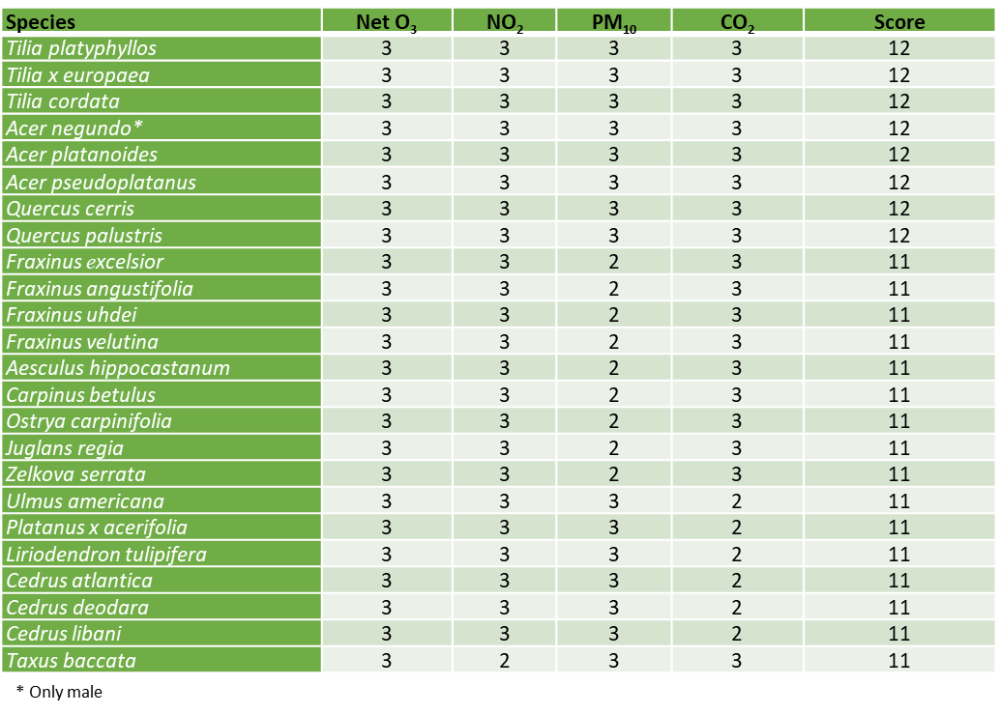 Species Net O₃ NO₂ PM₁₀ CO₂ Score
Tilia platyphyllos 3 3 3 3 12
Tilia x europaea 3 3 3 3 12
Tilia cordata 3 3 3 3 12
Acer negundo* 3 3 3 3 12
Acer platanoides 3 3 3 3 12
Acer pseudoplatanus 3 3 3 3 12
Quercus cerris 3 3 3 3 12
Quercus palustris 3 3 3 3 12
Fraxinus excelsior 3 3 2 3 11
Fraxinus angustifolia 3 3 2 3 11
Fraxinus uhdei 3 3 2 3 11
Fraxinus velutina 3 3 2 3 11
Aesculus hippocastanum 3 3 2 3 11
Carpinus betulus 3 3 2 3 11
Ostrya carpinifolia 3 3 2 3 11
Juglans regia 3 3 2 3 11
Zelkova serrata 3 3 2 3 11
Ulmus americana 3 3 3 2 11
Platanus x acerifolia 3 3 3 2 11
Liriodendron tulipifera 3 3 3 2 11
Cedrus atlantica 3 3 3 2 11
Cedrus deodara 3 3 3 2 11
Cedrus libani 3 3 3 2 11
Taxus baccata 3 2 3 3 11
* Only male